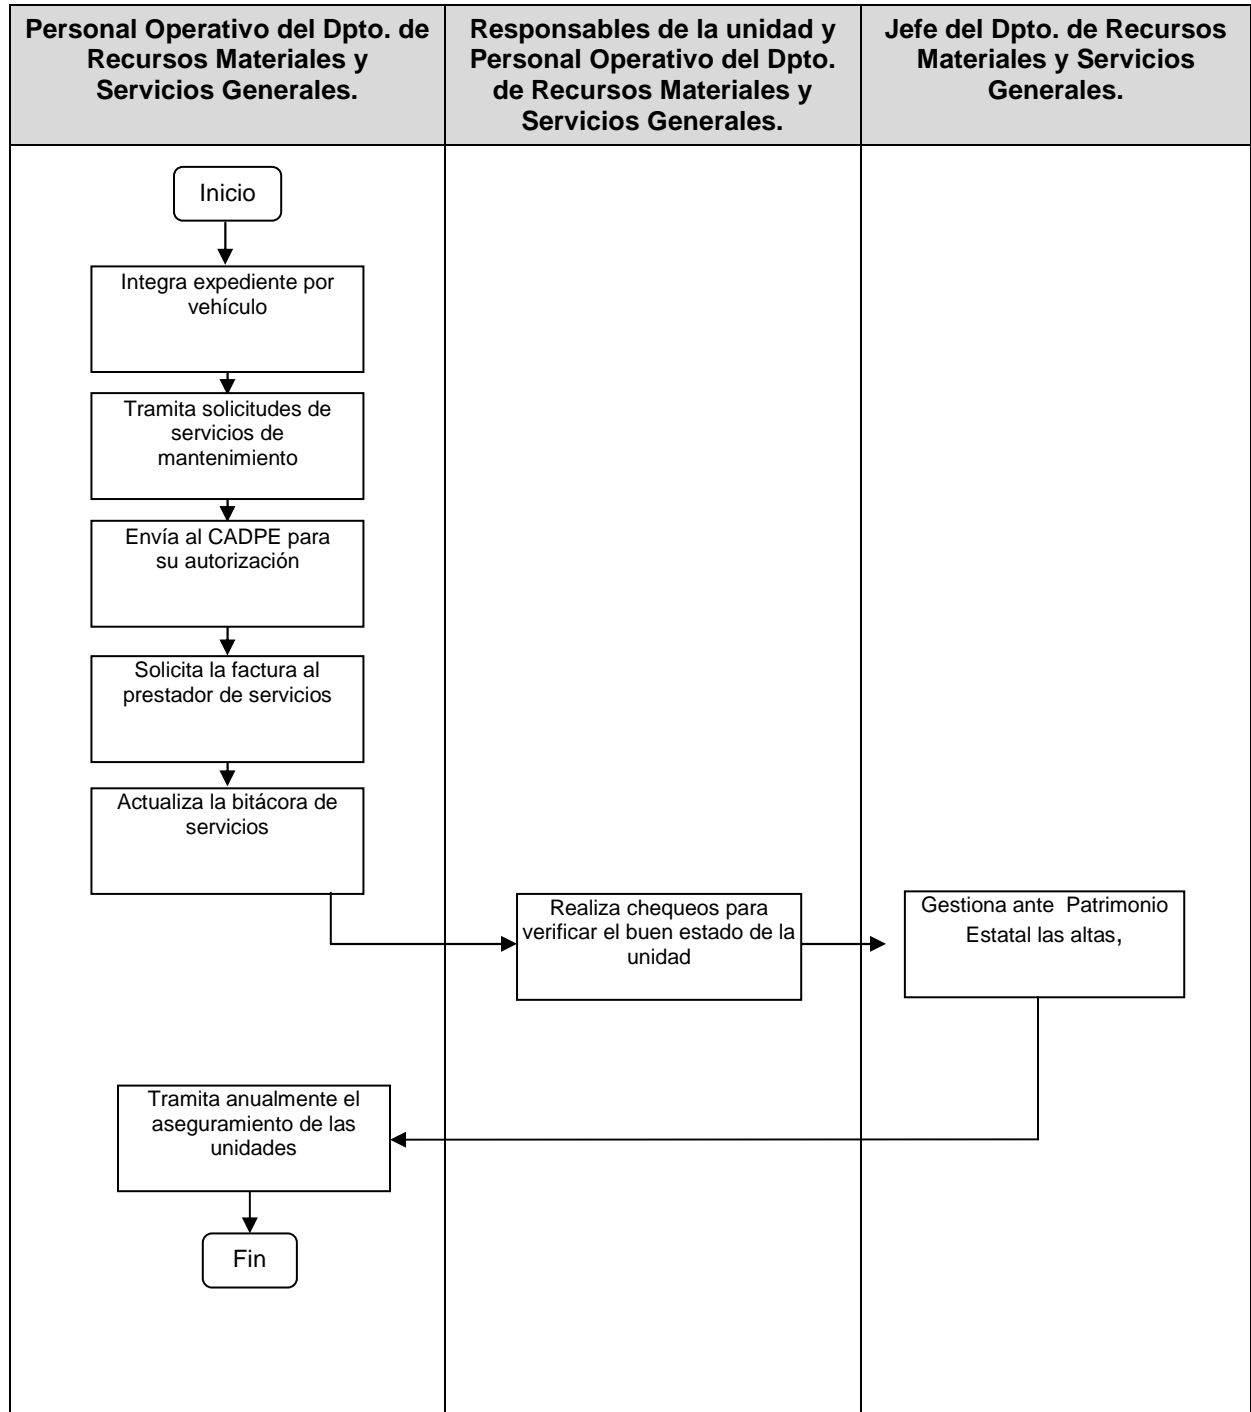 Personal Operativo del Dpto. de
Recursos Materiales y
Servicios Generales.
Responsables de la unidad y
Personal Operativo del Dpto.
de Recursos Materiales y
Servicios Generales.
Jefe del Dpto. de Recursos
Materiales y Servicios
Generales.
Inicio
Integra expediente por
vehículo
Tramita solicitudes de
servicios de
mantenimiento
Envía al CADPE para
su autorización
Solicita la factura al
prestador de servicios
Actualiza la bitácora de
servicios
Realiza chequeos para
verificar el buen estado de la
unidad
Gestiona ante Patrimonio
Estatal las altas,
Tramita anualmente el
aseguramiento de las
unidades
Fin